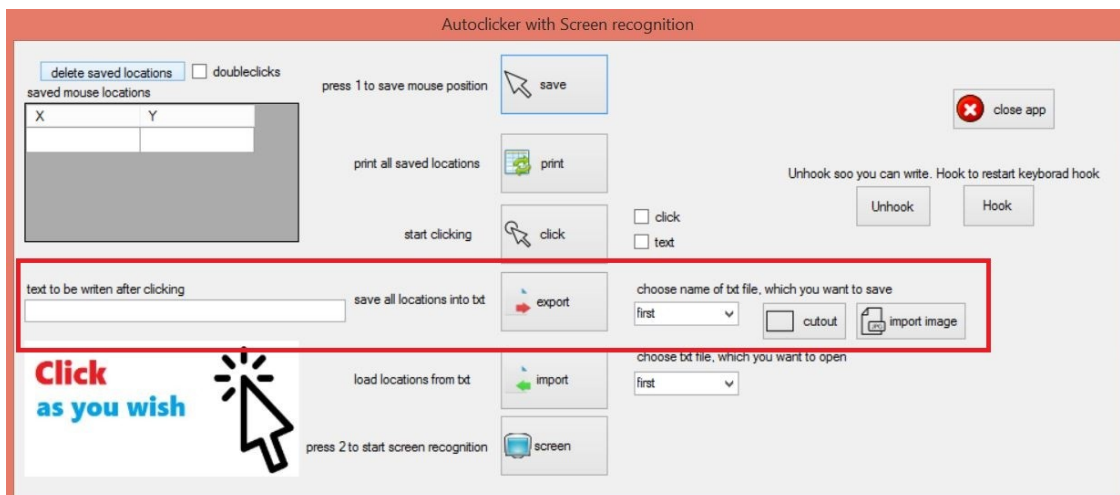 Autoclicker with Screen recognition
delete saved locations
doubleclicks
saved mouse locations
X Y
press 1 to save mouse position
save
close app
print all saved locations
print
Unhook soo you can write. Hook to restart keyborad hook
Unhook
Hook
start clicking
click
click
text
text to be writen after clicking
save all locations into txt
export
choose name of txt file, which you want to save
first
cutout
JPG
import image
Click
as you wish
load locations from txt
import
choose txt file, which you want to open
first
press 2 to start screen recognition
screen